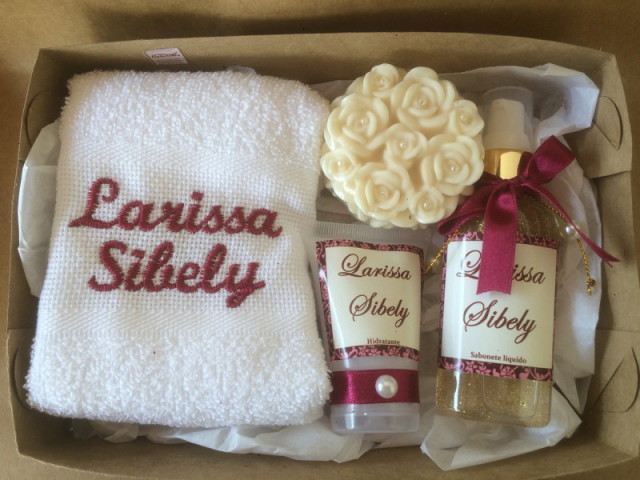 Larissa
Sibely
Larissa
Sibely
Hidratante
Larissa
Sibely
Sabonete líquido